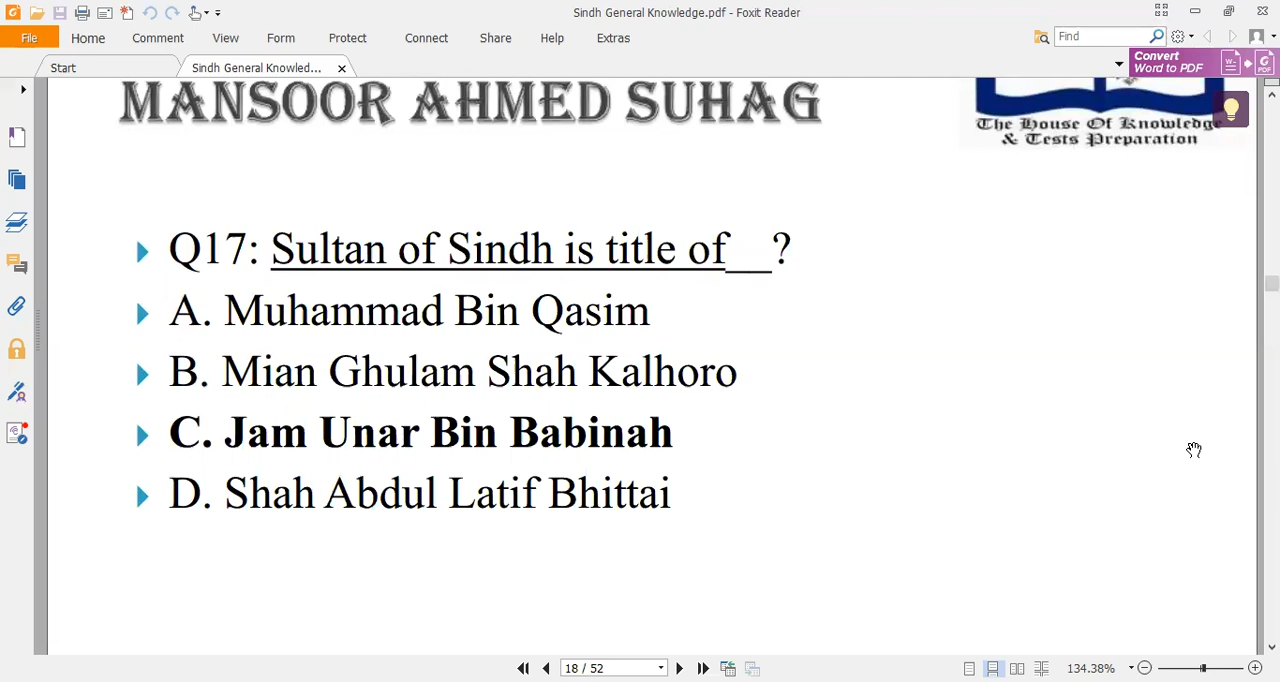 Sindh General Knowledge.pdf - Foxit Reader
File Home Comment View Form Protect Connect Share Help Extras Find
Start Sindh General Knowled... Convert Word to PDF
MANSOOR AHMED SUHAG
The House Of Knowledge
& Tests Preparation
Q17: Sultan of Sindh is title of__?
A. Muhammad Bin Qasim
B. Mian Ghulam Shah Kalhoro
C. Jam Unar Bin Babinah
D. Shah Abdul Latif Bhittai
18 / 52 134.38%